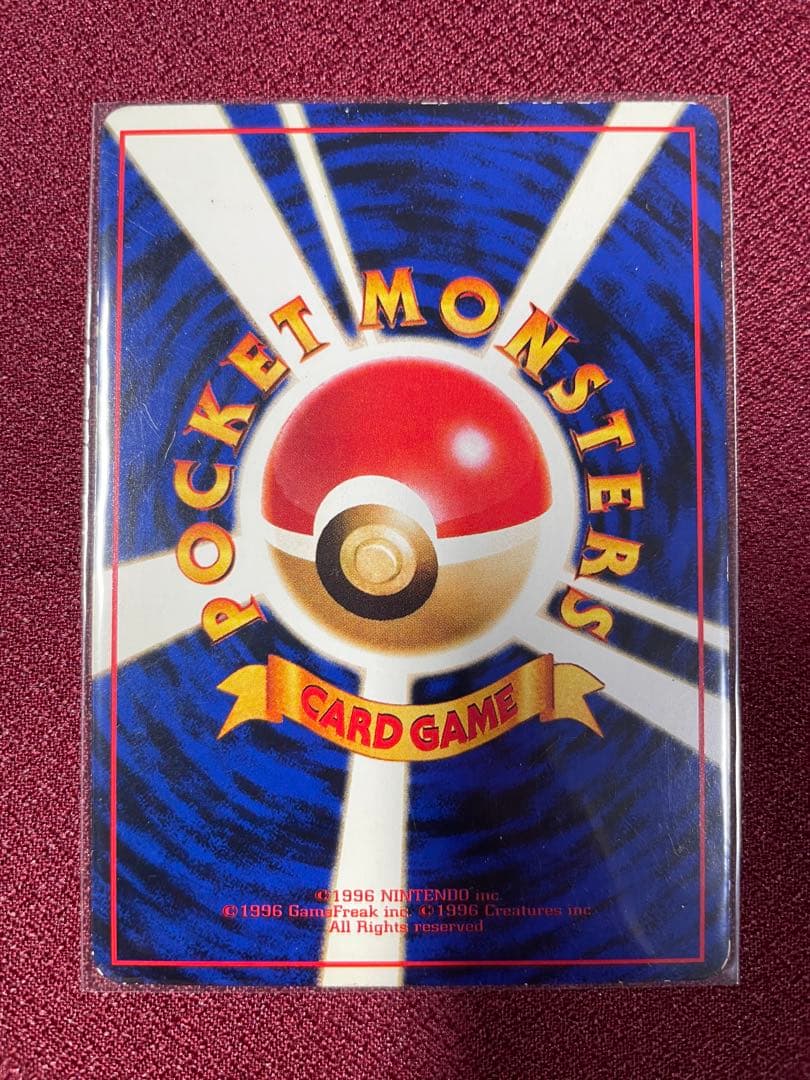 POCKET MONSTERS
CARD GAME
©1996 NINTENDO inc.
©1996 GameFreak inc. ©1996 Creatures inc.
All Rights reserved